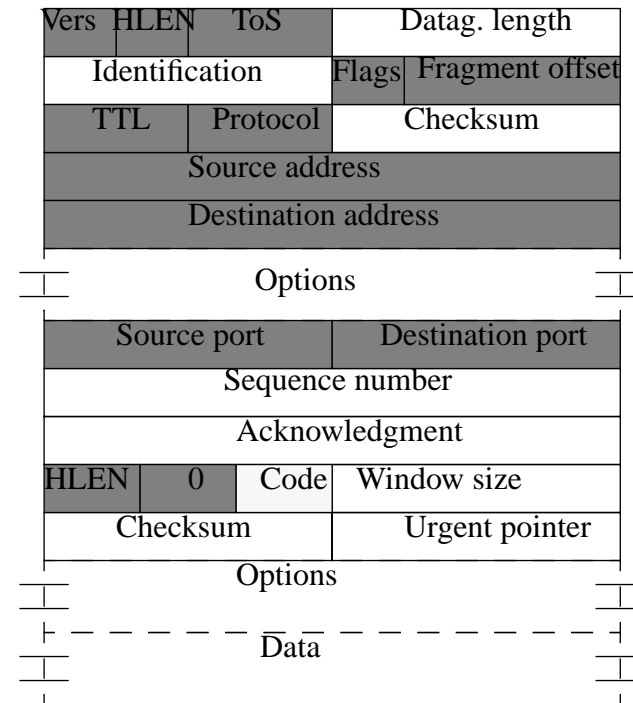 Vers HLEN ToS Datag. length
Identification Flags Fragment offset
TTL Protocol Checksum
Source address
Destination address
Options
Source port Destination port
Sequence number
Acknowledgment
HLEN 0 Code Window size
Checksum Urgent pointer
Options
Data